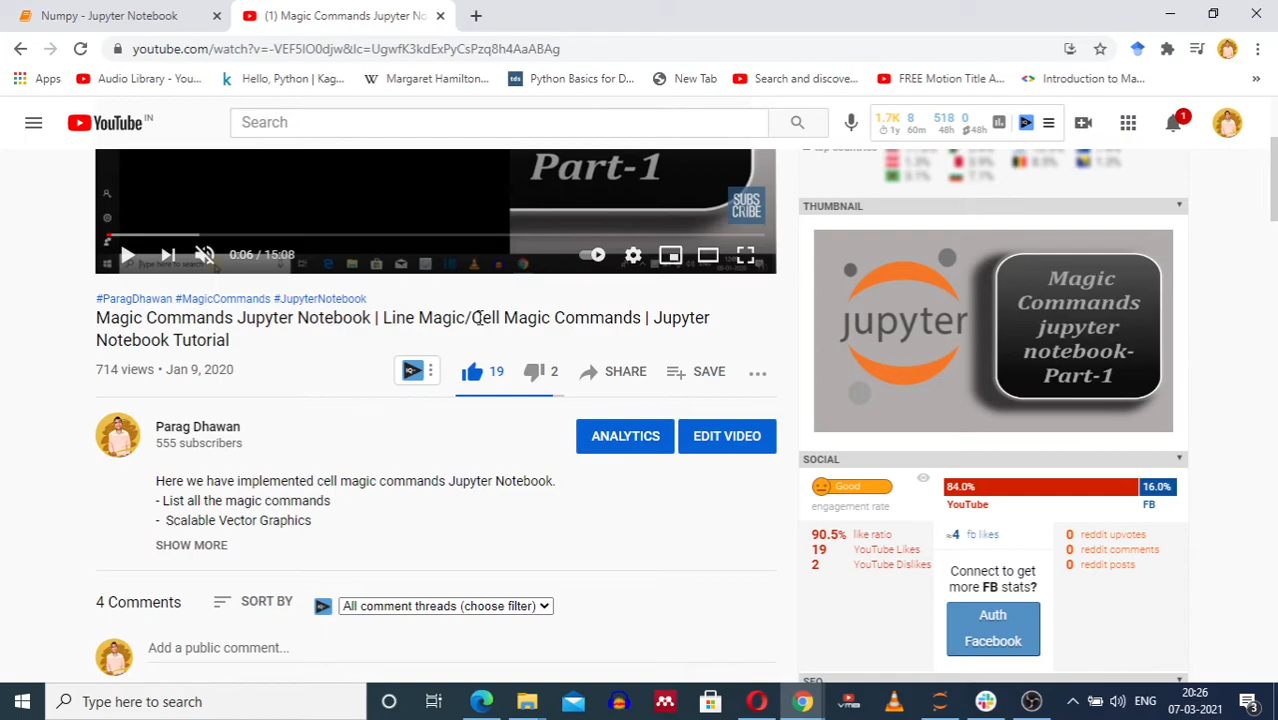 Numpy - Jupyter Notebook
(1) Magic Commands Jupyter No
youtube.com/watch?v=-VEF5IO0djw&lc=UgwfK3kdExPyCsPzq8h4AaABAg
Apps
Audio Library - You...
Hello, Python | Kag...
Margaret Hamilton...
Python Basics for D...
New Tab
Search and discove...
FREE Motion Title A...
Introduction to Ma...
YouTube IN
Search
1.7K 8 518 0
1y 60m 48h 48h
1
Part-1
SUBSCRIBE
0:06 / 15:08
#ParagDhawan #MagicCommands #JupyterNotebook
Magic Commands Jupyter Notebook | Line Magic/Cell Magic Commands | Jupyter
Notebook Tutorial
714 views • Jan 9, 2020
19
2
SHARE
SAVE
Parag Dhawan
555 subscribers
ANALYTICS
EDIT VIDEO
Here we have implemented cell magic commands Jupyter Notebook.
- List all the magic commands
- Scalable Vector Graphics
SHOW MORE
4 Comments
SORT BY
All comment threads (choose filter)
Add a public comment...
THUMBNAIL
jupyter
Magic
Commands
jupyter
notebook-
Part-1
SOCIAL
Good
engagement rate
84.0%
16.0%
YouTube
FB
90.5% like ratio
19 YouTube Likes
2 YouTube Dislikes
≈4 fb likes
Connect to get
more FB stats?
Auth
Facebook
0 reddit upvotes
0 reddit comments
0 reddit posts
SEO
Type here to search
ENG
20:26
07-03-2021
3